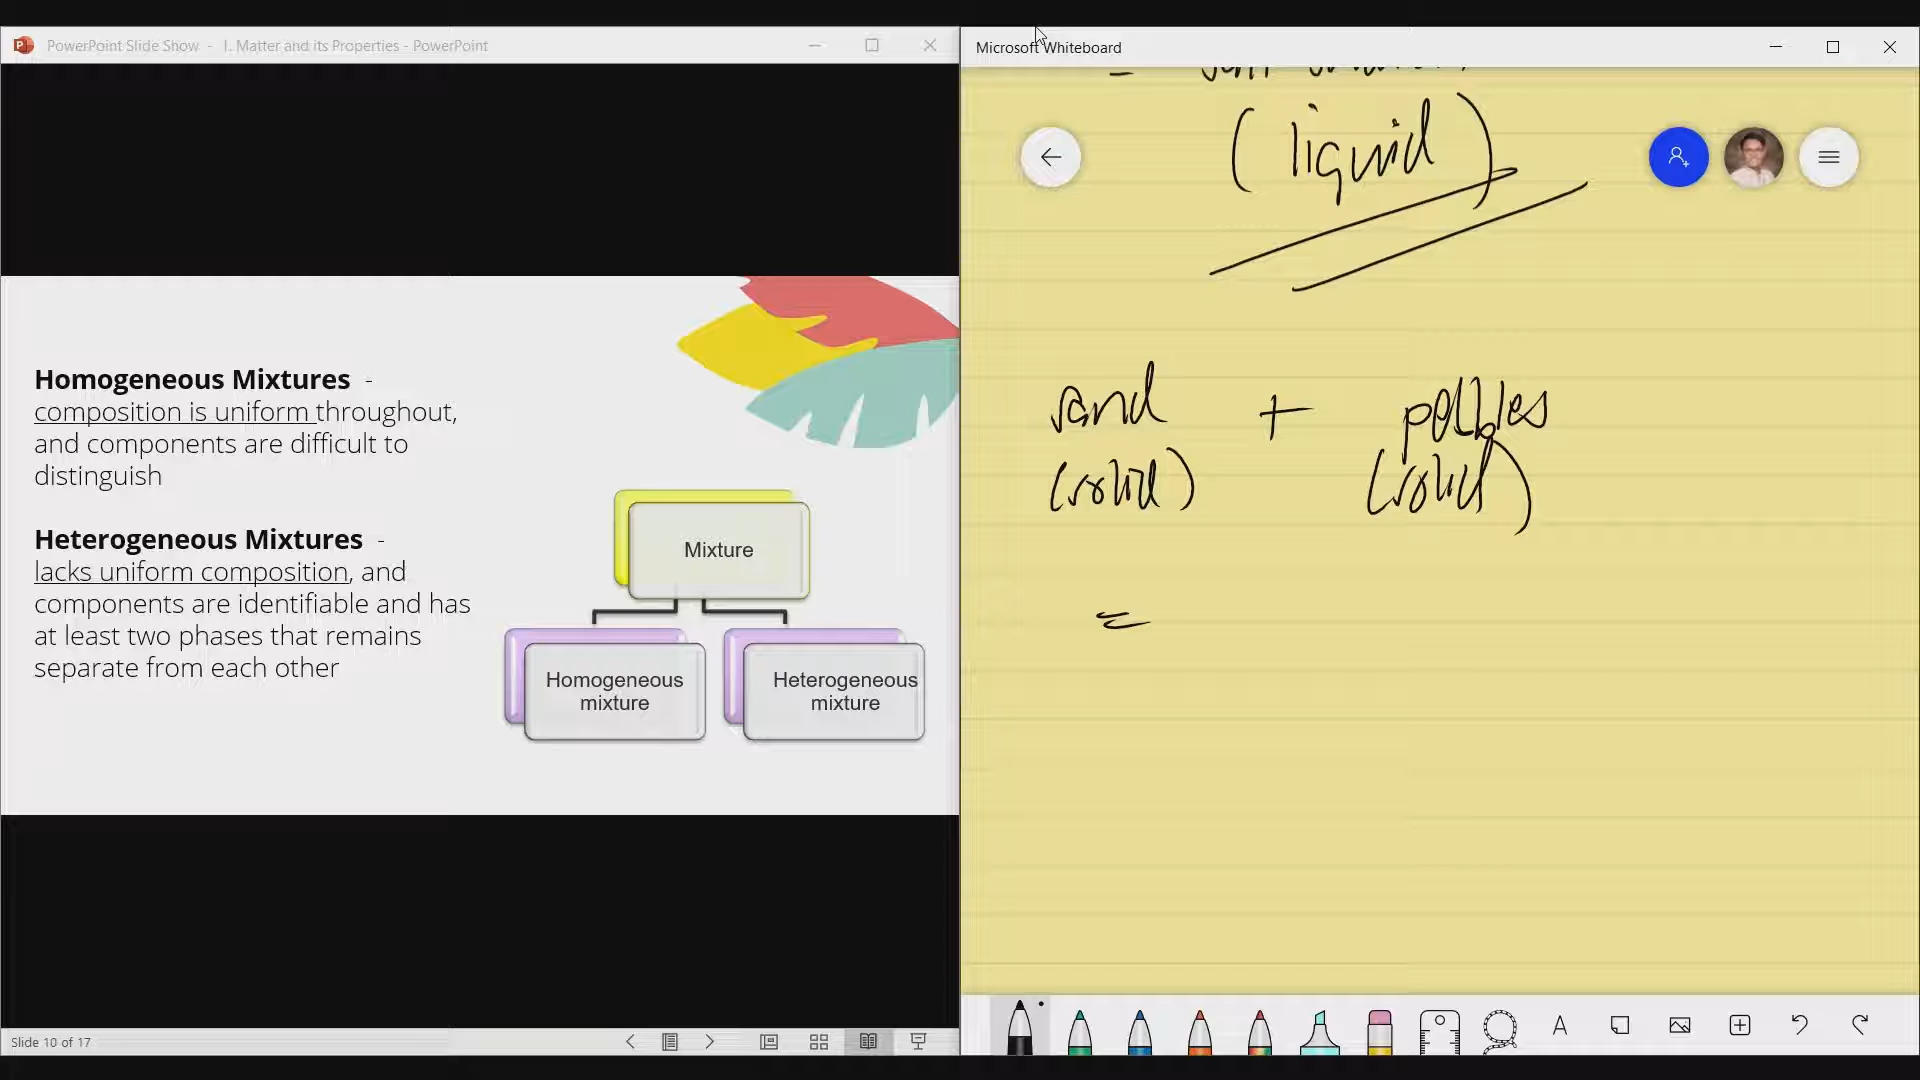 PowerPoint Slide Show - I. Matter and its Properties - PowerPoint
Homogeneous Mixtures -
composition is uniform throughout,
and components are difficult to
distinguish
Heterogeneous Mixtures -
lacks uniform composition, and
components are identifiable and has
at least two phases that remains
separate from each other
Mixture
Homogeneous
mixture
Heterogeneous
mixture
Slide 10 of 17
Microsoft Whiteboard
(liquid)
sand + pebbles
(solid) (solid)
=